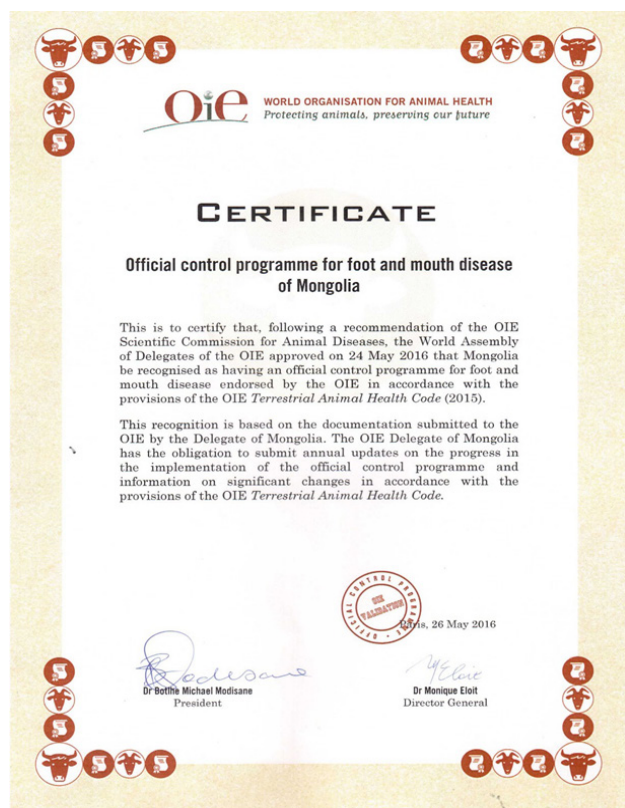 OiE
WORLD ORGANISATION FOR ANIMAL HEALTH
Protecting animals, preserving our future
CERTIFICATE
Official control programme for foot and mouth disease
of Mongolia
This is to certify that, following a recommendation of the OIE
Scientific Commission for Animal Diseases, the World Assembly
of Delegates of the OIE approved on 24 May 2016 that Mongolia
be recognised as having an official control programme for foot and
mouth disease endorsed by the OIE in accordance with the
provisions of the OIE Terrestrial Animal Health Code (2015).
This recognition is based on the documentation submitted to the
OIE by the Delegate of Mongolia. The OIE Delegate of Mongolia
has the obligation to submit annual updates on the progress in
the implementation of the official control programme and
information on significant changes in accordance with the
provisions of the OIE Terrestrial Animal Health Code.
OFFICIAL CONTROL PROGRAMME
OIE
VALIDATION
Paris, 26 May 2016
Modisane
MEloit
Dr Botlhe Michael Modisane
President
Dr Monique Eloit
Director General